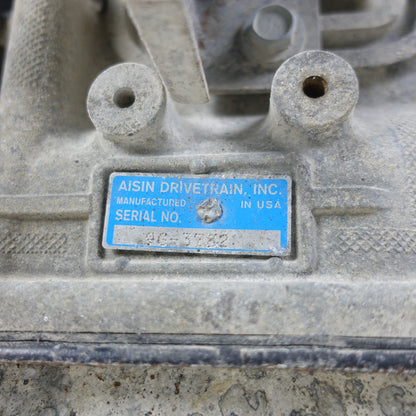 AISIN DRIVETRAIN, INC.
MANUFACTURED IN USA
SERIAL NO.